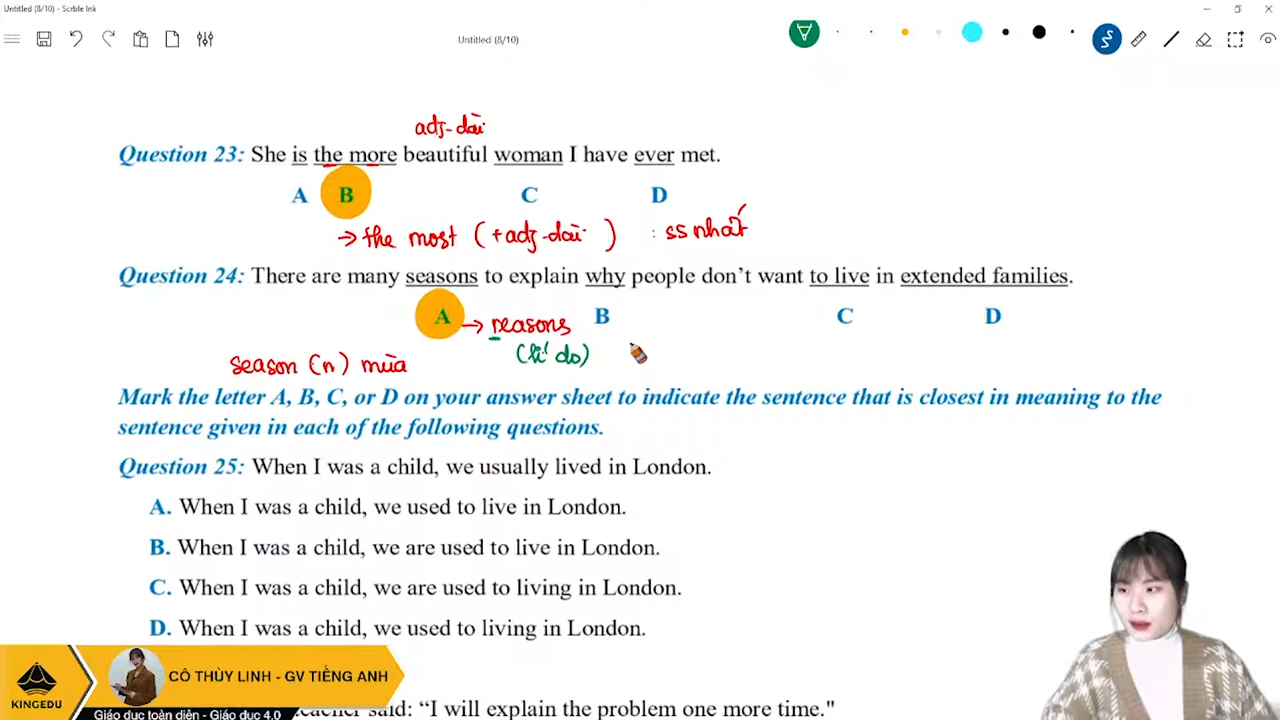 Untitled (8/10) - Scrble Ink
Untitled (8/10)
adj-dài
Question 23: She is the more beautiful woman I have ever met.
A B C D
→ the most (+adj-dài) : ss nhất
Question 24: There are many seasons to explain why people don't want to live in extended families.
A → reasons B C D
(lí do)
season (n) mùa
Mark the letter A, B, C, or D on your answer sheet to indicate the sentence that is closest in meaning to the
sentence given in each of the following questions.
Question 25: When I was a child, we usually lived in London.
A. When I was a child, we used to live in London.
B. When I was a child, we are used to live in London.
C. When I was a child, we are used to living in London.
D. When I was a child, we used to living in London.
CÔ THÙY LINH - GV TIẾNG ANH
KINGEDU
Giáo dục toàn diện - Giáo dục 4.0
said: “I will explain the problem one more time."